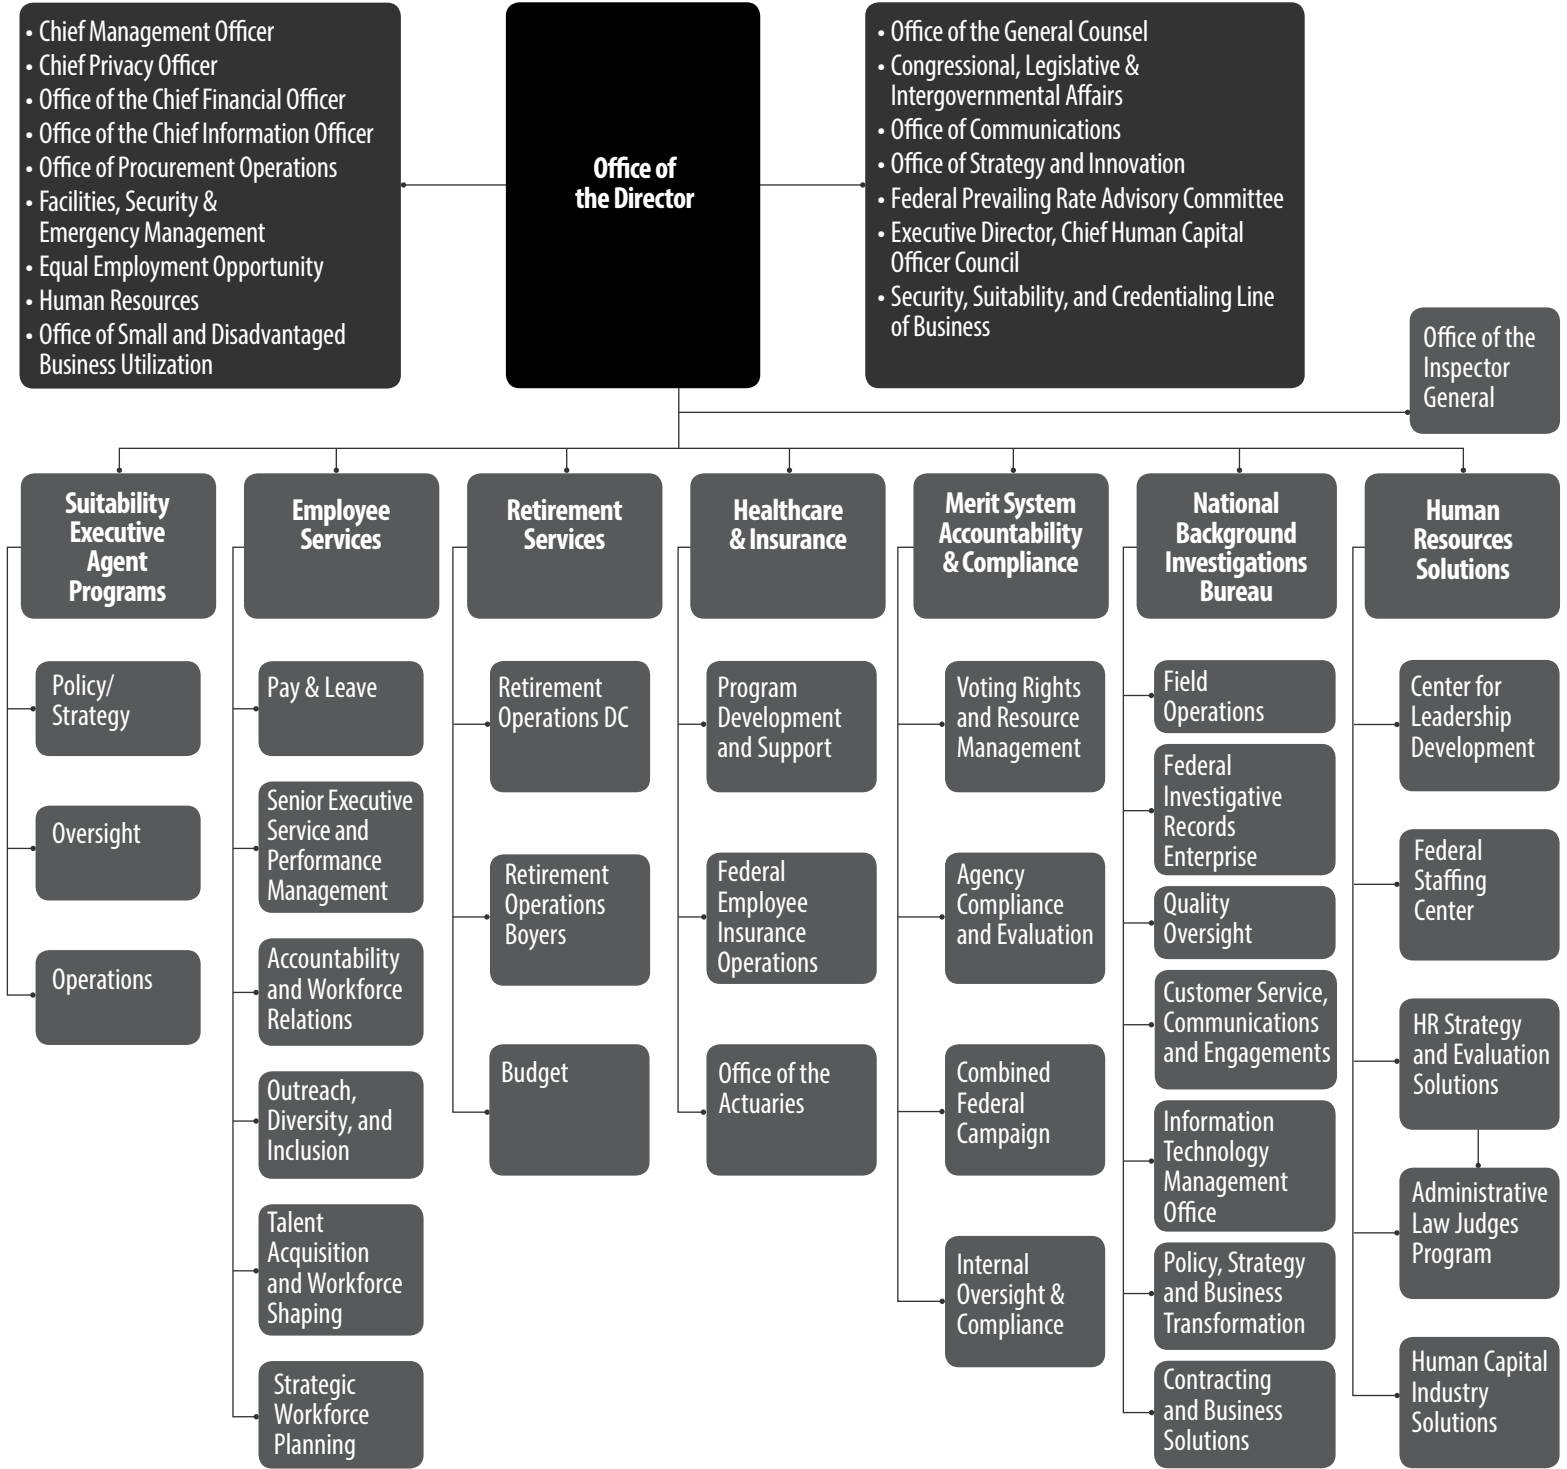 • Chief Management Officer
• Chief Privacy Officer
• Office of the Chief Financial Officer
• Office of the Chief Information Officer
• Office of Procurement Operations
• Facilities, Security &
Emergency Management
• Equal Employment Opportunity
• Human Resources
• Office of Small and Disadvantaged
Business Utilization
Office of
the Director
• Office of the General Counsel
• Congressional, Legislative &
Intergovernmental Affairs
• Office of Communications
• Office of Strategy and Innovation
• Federal Prevailing Rate Advisory Committee
• Executive Director, Chief Human Capital
Officer Council
• Security, Suitability, and Credentialing Line
of Business
Office of the
Inspector
General
Suitability
Executive
Agent
Programs
Policy/
Strategy
Oversight
Operations
Employee
Services
Pay & Leave
Senior Executive
Service and
Performance
Management
Accountability
and Workforce
Relations
Outreach,
Diversity, and
Inclusion
Talent
Acquisition
and Workforce
Shaping
Strategic
Workforce
Planning
Retirement
Services
Retirement
Operations DC
Retirement
Operations
Boyers
Budget
Healthcare
& Insurance
Program
Development
and Support
Federal
Employee
Insurance
Operations
Office of the
Actuaries
Merit System
Accountability
& Compliance
Voting Rights
and Resource
Management
Agency
Compliance
and Evaluation
Combined
Federal
Campaign
Internal
Oversight &
Compliance
National
Background
Investigations
Bureau
Field
Operations
Federal
Investigative
Records
Enterprise
Quality
Oversight
Customer Service,
Communications
and Engagements
Information
Technology
Management
Office
Policy, Strategy
and Business
Transformation
Contracting
and Business
Solutions
Human
Resources
Solutions
Center for
Leadership
Development
Federal
Staffing
Center
HR Strategy
and Evaluation
Solutions
Administrative
Law Judges
Program
Human Capital
Industry
Solutions